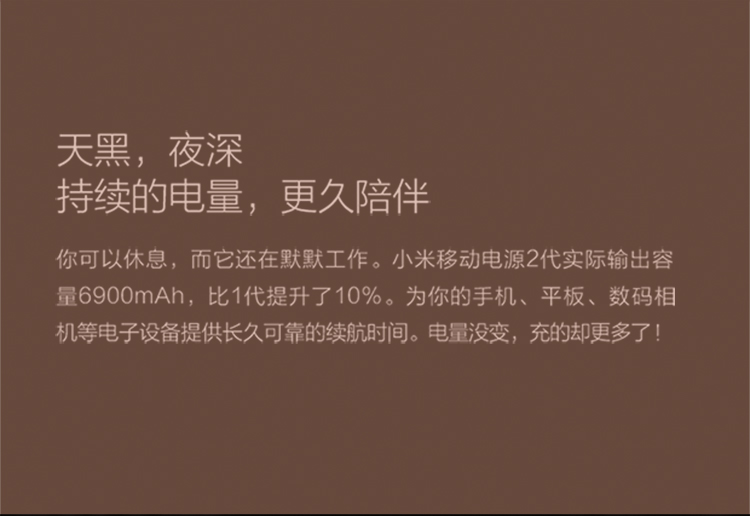 天黑，夜深
持续的电量，更久陪伴
你可以休息，而它还在默默工作。小米移动电源2代实际输出容
量6900mAh，比1代提升了10%。为你的手机、平板、数码相
机等电子设备提供长久可靠的续航时间。电量没变，充的却更多了！